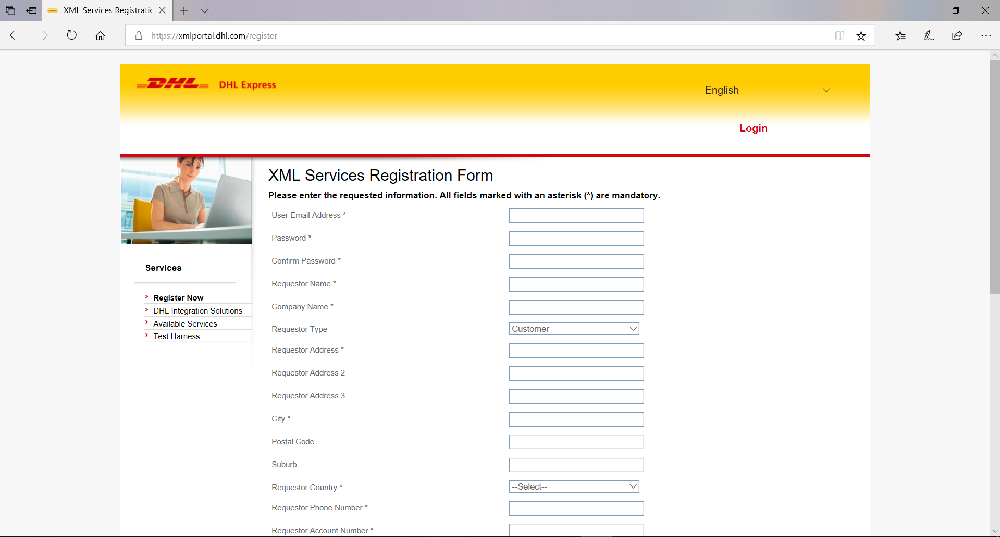 XML Services Registratic
https://xmlportal.dhl.com/register
DHL DHL Express
English
Login
XML Services Registration Form
Please enter the requested information. All fields marked with an asterisk (*) are mandatory.
User Email Address *
Password *
Confirm Password *
Requestor Name *
Company Name *
Requestor Type
Customer
Requestor Address *
Requestor Address 2
Requestor Address 3
City *
Postal Code
Suburb
Requestor Country *
--Select--
Requestor Phone Number *
Requestor Account Number *
Services
Register Now
DHL Integration Solutions
Available Services
Test Harness